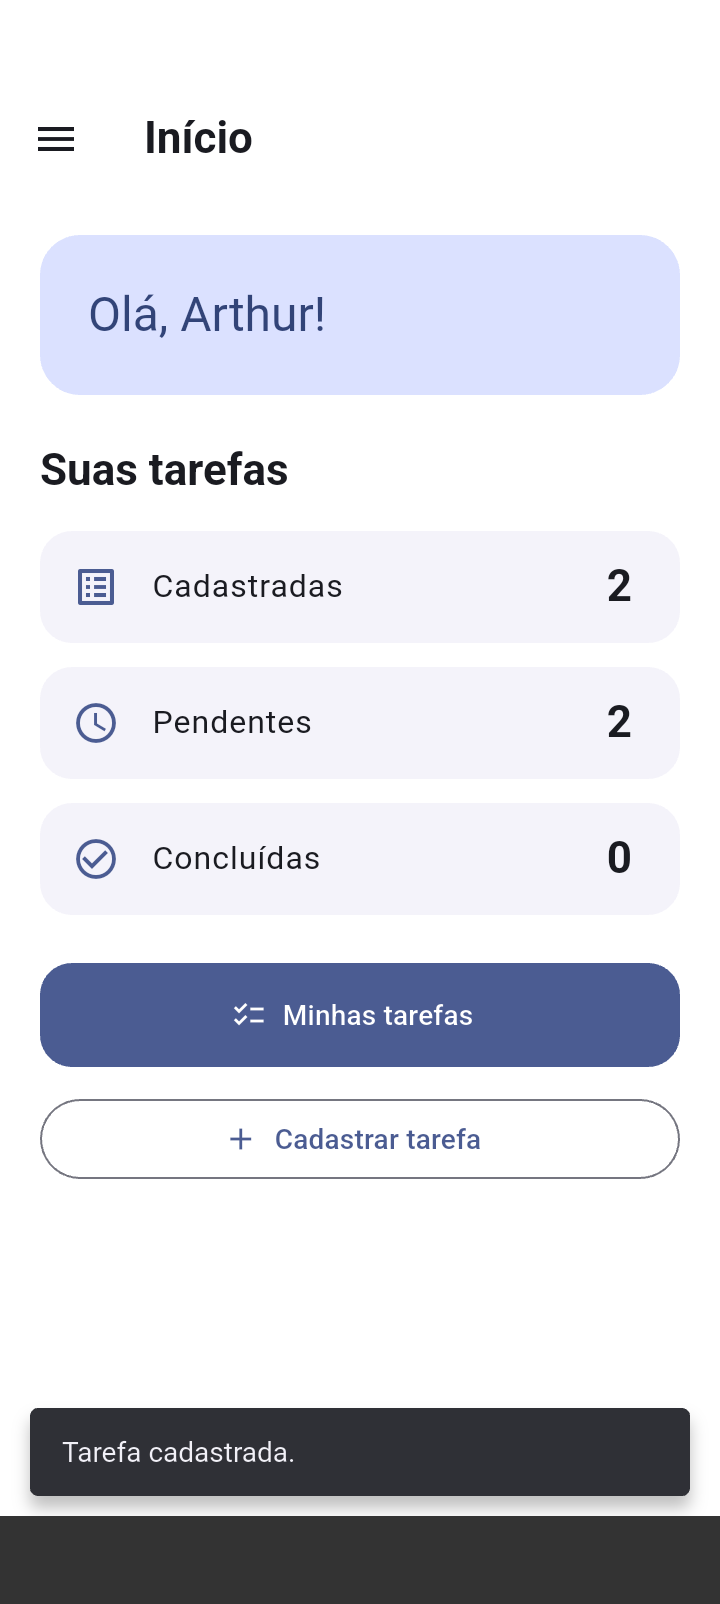 Início
Olá, Arthur!
Suas tarefas
Cadastradas 2
Pendentes 2
Concluídas 0
Minhas tarefas
Cadastrar tarefa
Tarefa cadastrada.